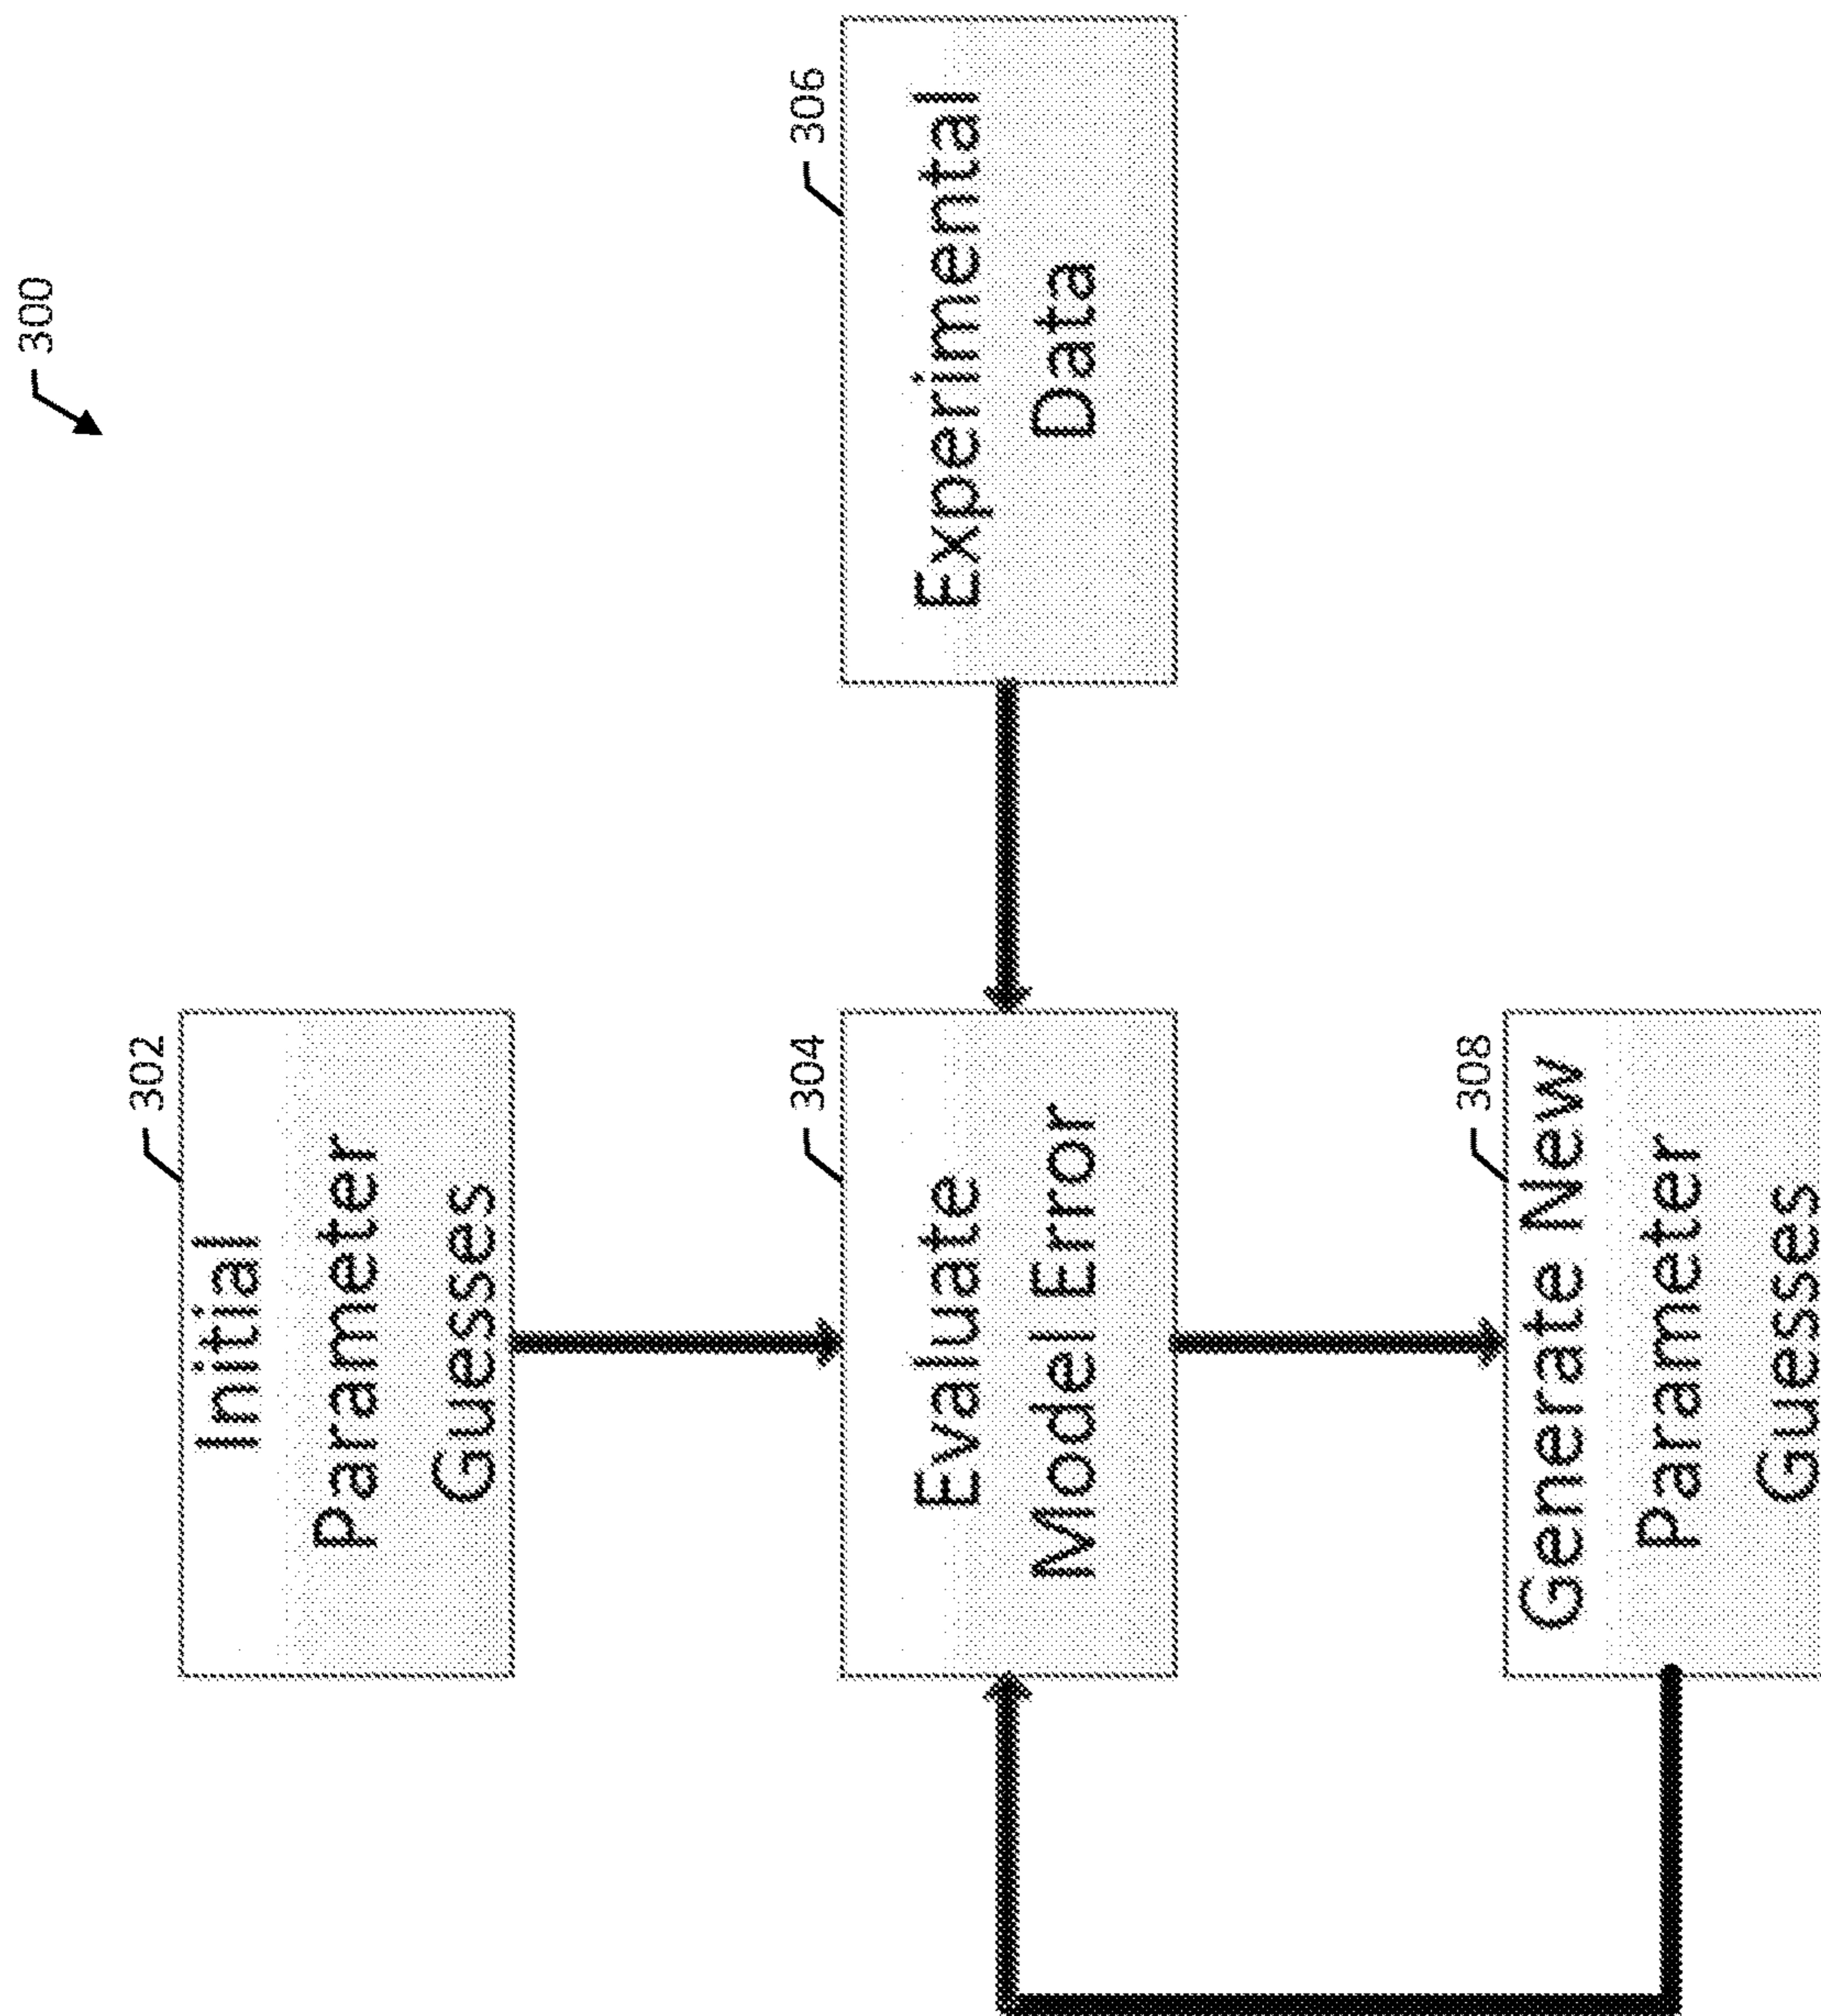 300
302
Initial
Parameter
Guesses
304
Evaluate
Model Error
306
Experimental
Data
308
Generate New
Parameter
Guesses